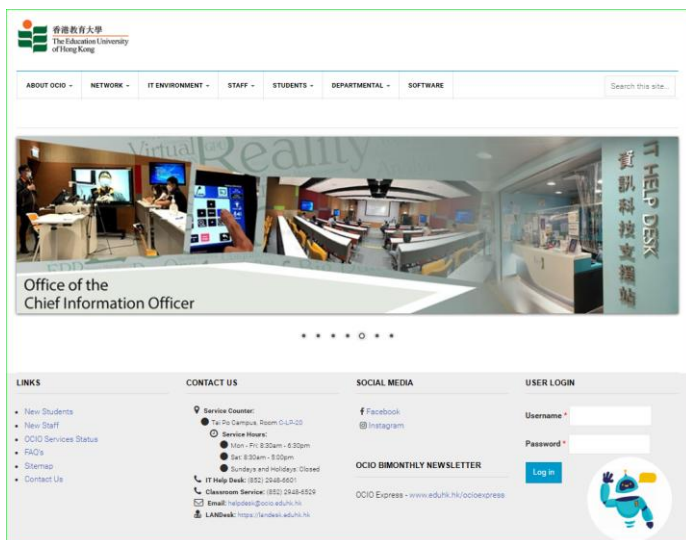 香港教育大學
The Education University
of Hong Kong
ABOUT OCIO
NETWORK
IT ENVIRONMENT
STAFF
STUDENTS
DEPARTMENTAL
SOFTWARE
Search this site...
Virtual Reality
IT HELP DESK
資訊科技支援站
Office of the
Chief Information Officer
LINKS
New Students
New Staff
OCIO Services Status
FAQ's
Sitemap
Contact Us
CONTACT US
Service Counter:
Tai Po Campus, Room C-LP-20
Service Hours:
Mon - Fri: 8:30am - 6:30pm
Sat: 8:30am - 5:00pm
Sundays and Holidays: Closed
IT Help Desk: (852) 2948-6601
Classroom Service: (852) 2948-6529
Email: helpdesk@ocio.eduhk.hk
LANDesk: https://landesk.eduhk.hk
SOCIAL MEDIA
Facebook
Instagram
OCIO BIMONTHLY NEWSLETTER
OCIO Express - www.eduhk.hk/ocioexpress
USER LOGIN
Username *
Password *
Log in